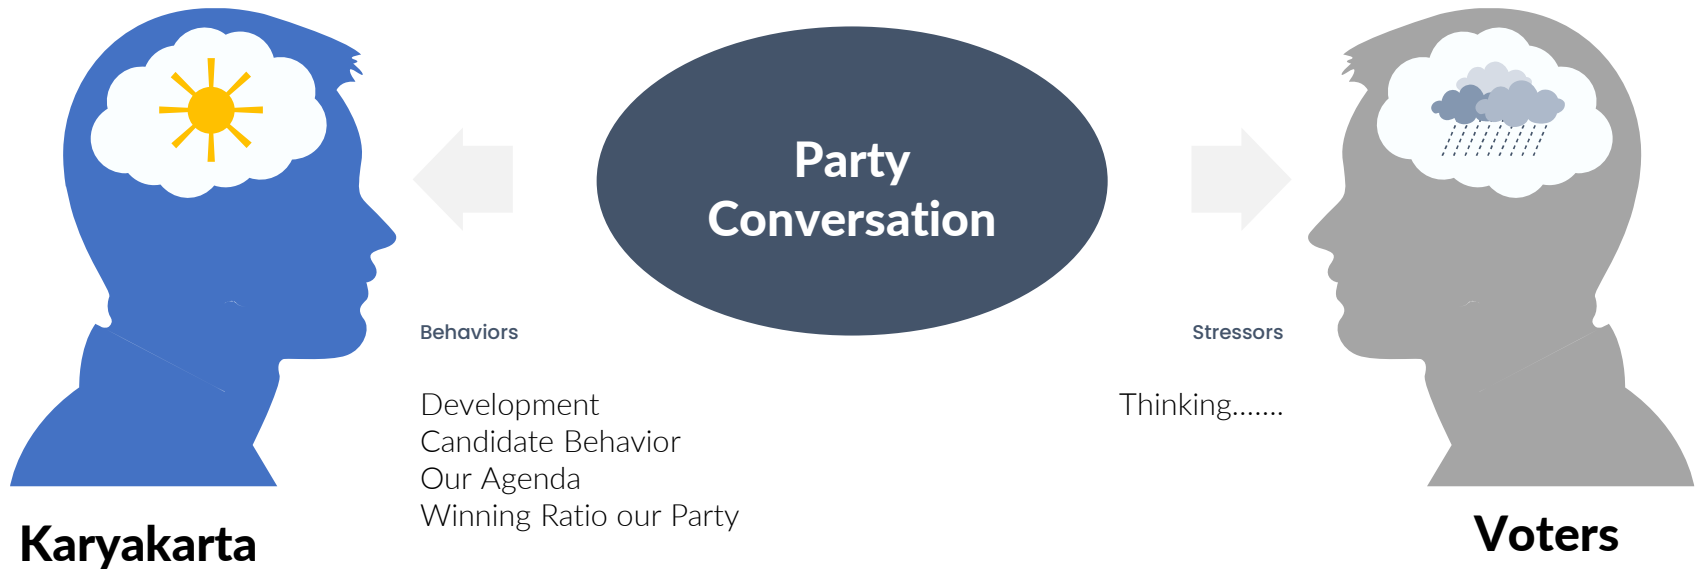 Party
Conversation
Behaviors
Stressors
Development
Candidate Behavior
Our Agenda
Winning Ratio our Party
Thinking.......
Karyakarta
Voters